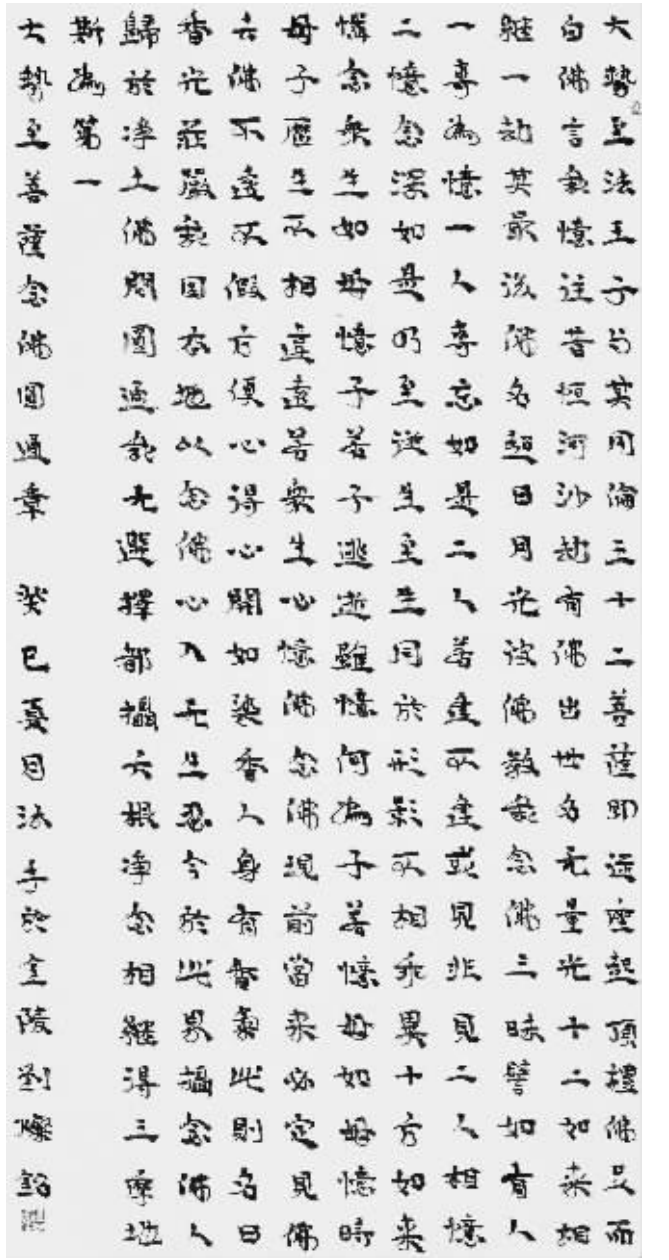 大勢至法王子与其同倫五十二菩薩即從座起頂禮佛足而
白佛言我憶往昔恒河沙劫有佛出世名无量光十二如来相
継一劫其最後佛名超日月光彼佛教我念佛三昧譬如有人
一專為憶一人專忘如是二人若逢不逢或見非見二人相憶
二憶念深如是乃至從生至生同於形影不相乖異十方如来
憐念衆生如母憶子若子逃逝雖憶何為子若憶母如母憶時
母子歷生不相違遠若衆生心憶佛念佛現前當来必定見佛
去佛不遠不假方便心得心開如染香人身有香氣此則名曰
香光莊嚴我因本地以念佛心入无生忍今於此界攝念佛人
歸於淨土佛問圓通我无選擇都攝六根淨念相継得三摩地
斯為第一
大勢至菩薩念佛圓通章 癸巳夏日沐手於金陵劉燦銘